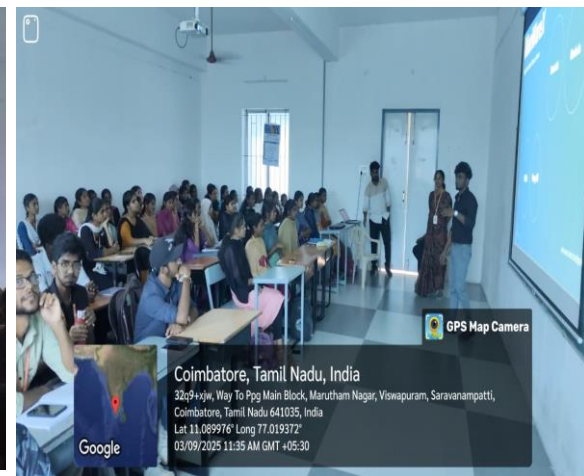 GPS Map Camera
Coimbatore, Tamil Nadu, India
32q9+xjw, Way To Ppg Main Block, Marutham Nagar, Viswapuram, Saravanampatti,
Coimbatore, Tamil Nadu 641035, India
Lat 11.089976° Long 77.019372°
03/09/2025 11:35 AM GMT +05:30
Google